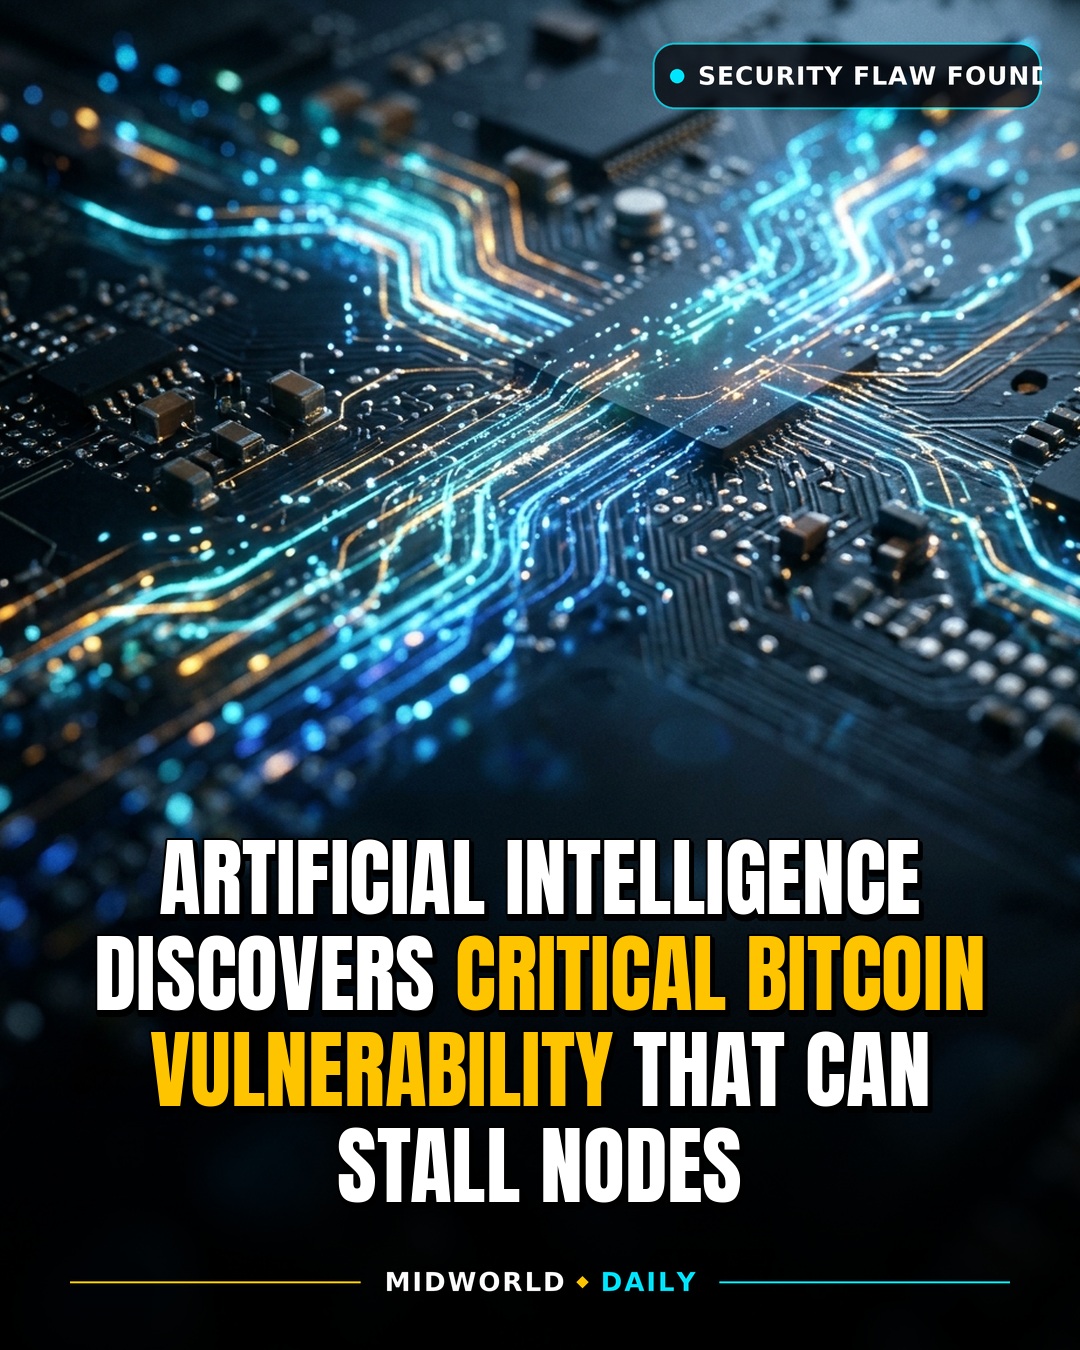 SECURITY FLAW FOUND
ARTIFICIAL INTELLIGENCE
DISCOVERS CRITICAL BITCOIN
VULNERABILITY THAT CAN
STALL NODES
MIDWORLD ◆ DAILY